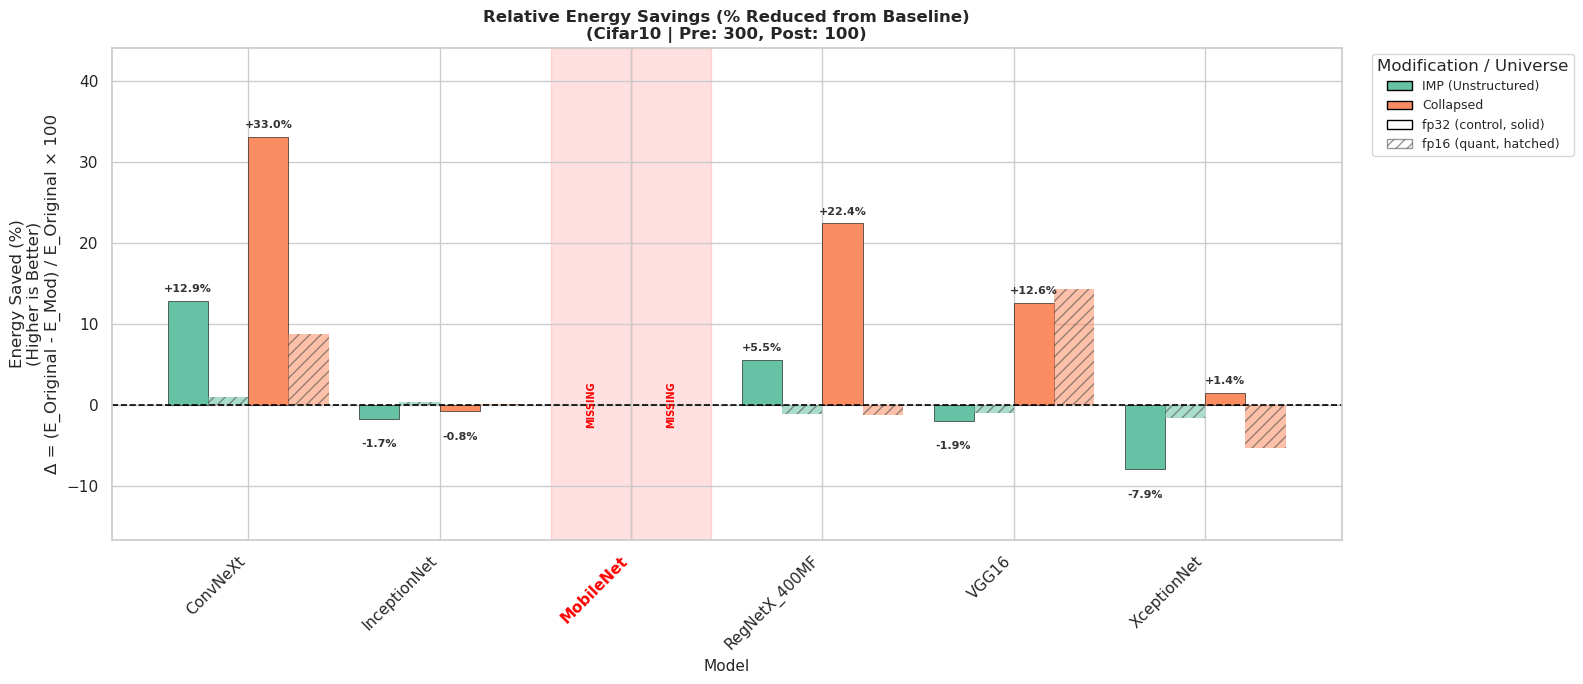 Relative Energy Savings (% Reduced from Baseline)
(Cifar10 | Pre: 300, Post: 100)
Energy Saved (%)
(Higher is Better)
Δ = (E_Original - E_Mod) / E_Original × 100
40
30
20
10
0
−10
+12.9%
+33.0%
-1.7%
-0.8%
MISSING
MISSING
+5.5%
+22.4%
-1.9%
+12.6%
-7.9%
+1.4%
ConvNeXt
InceptionNet
MobileNet
RegNetX_400MF
VGG16
XceptionNet
Model
Modification / Universe
IMP (Unstructured)
Collapsed
fp32 (control, solid)
fp16 (quant, hatched)